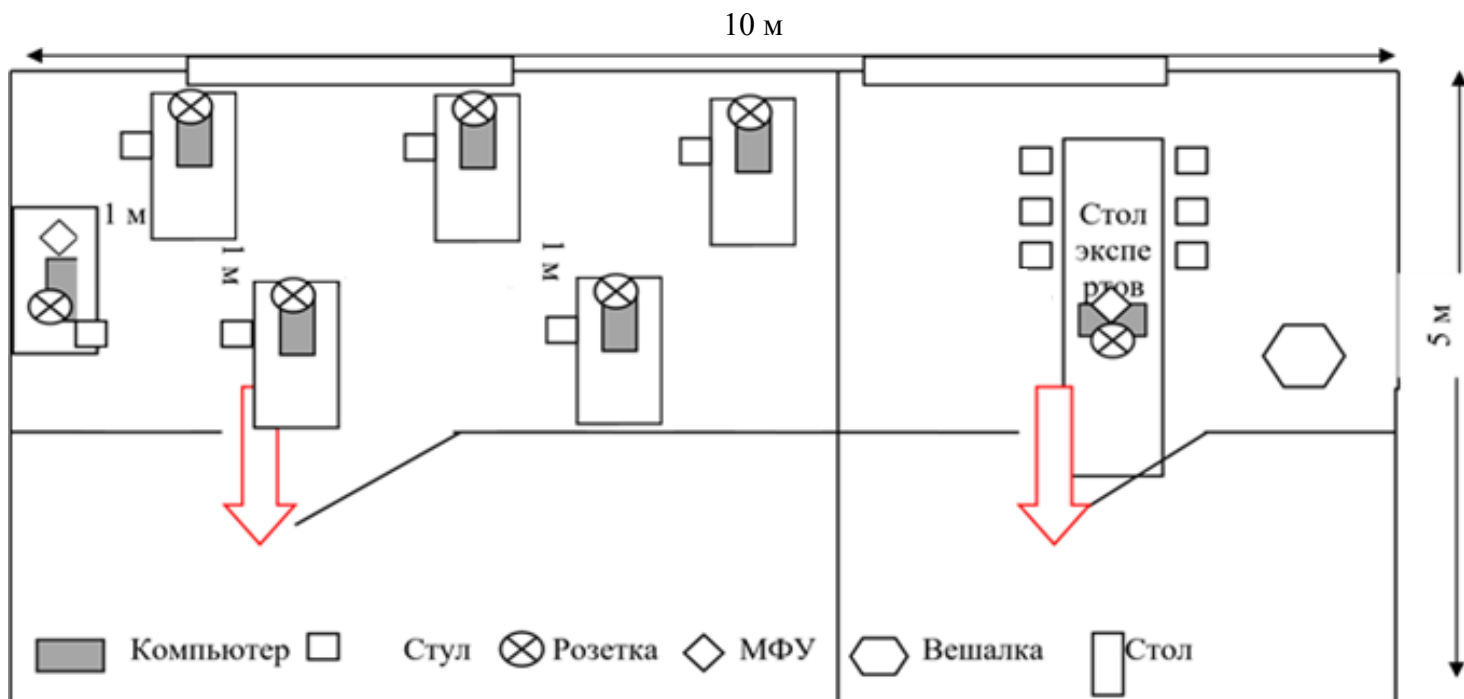 10 м
1 м
1 м
1 м
Стол
экспе
ртов
5 м
Компьютер
Стул
Розетка
МФУ
Вешалка
Стол